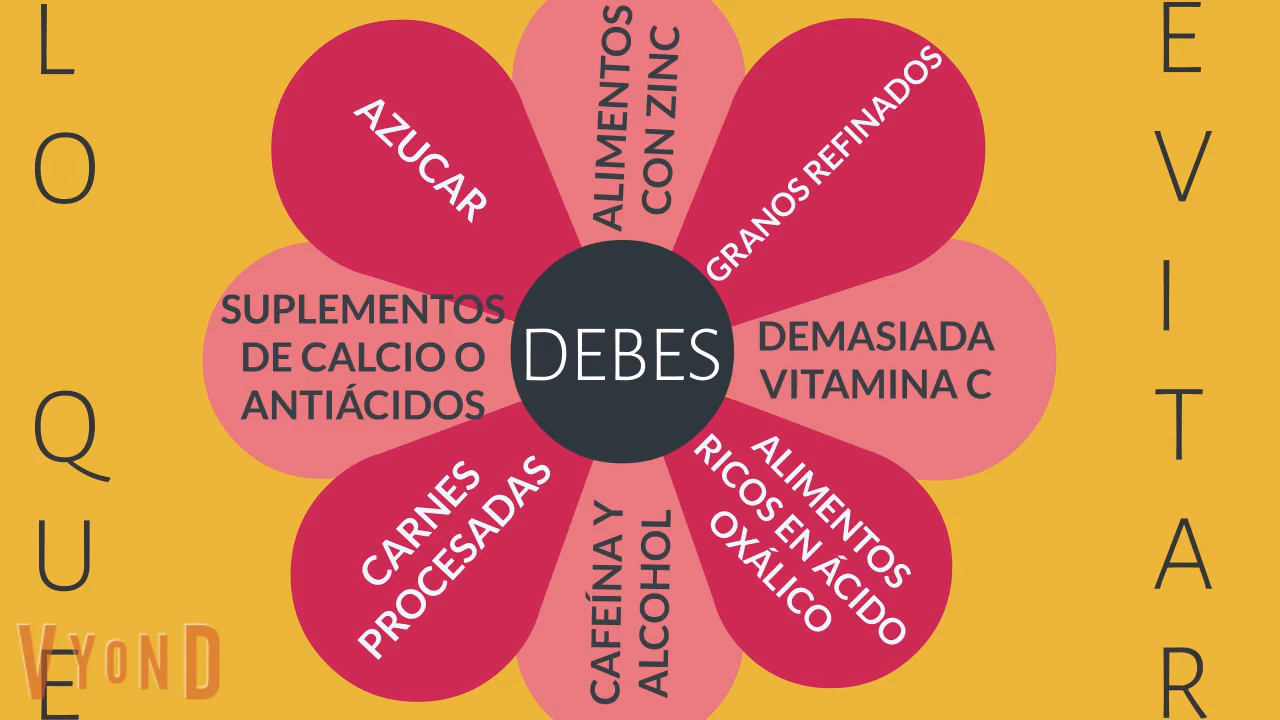 LO QUE
DEBES
EVITAR
ALIMENTOS
CON ZINC
GRANOS REFINADOS
DEMASIADA
VITAMINA C
ALIMENTOS
RICOS EN ÁCIDO
OXÁLICO
CAFEÍNA Y
ALCOHOL
CARNES
PROCESADAS
SUPLEMENTOS
DE CALCIO O
ANTIÁCIDOS
AZUCAR
VYOND